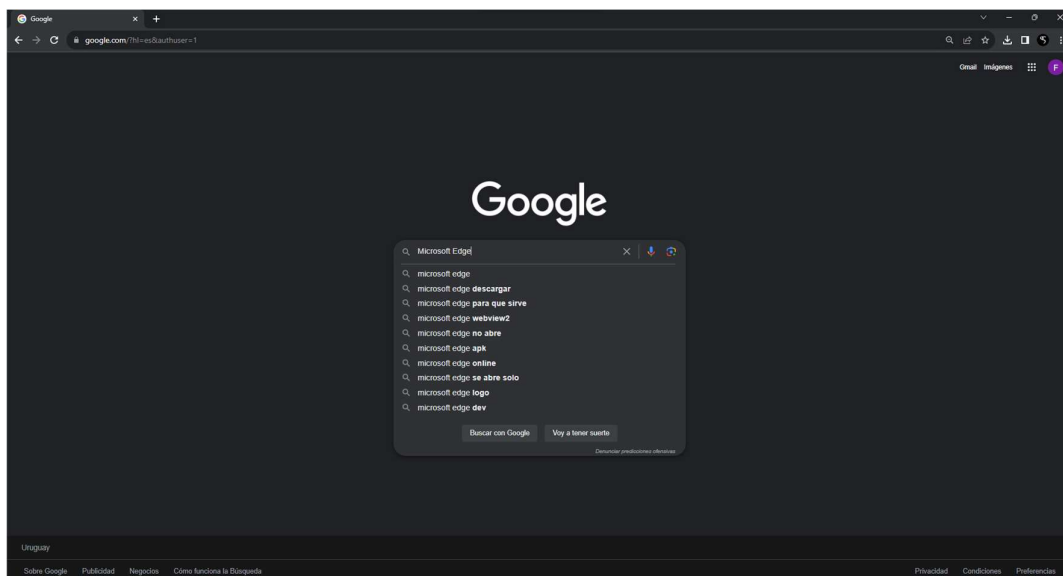 Google
google.com/?hl=es&authuser=1
Gmail Imágenes F
Google
Microsoft Edge
microsoft edge
microsoft edge descargar
microsoft edge para que sirve
microsoft edge webview2
microsoft edge no abre
microsoft edge apk
microsoft edge online
microsoft edge se abre solo
microsoft edge logo
microsoft edge dev
Buscar con Google Voy a tener suerte
Denunciar predicciones ofensivas
Uruguay
Sobre Google Publicidad Negocios Cómo funciona la Búsqueda Privacidad Condiciones Preferencias